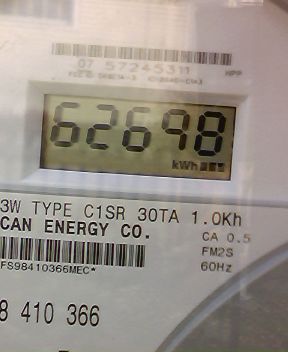 07 57245311 HPP
62698
kWh
3W TYPE C1SR 30TA 1.0Kh
CAN ENERGY CO.
CA 0.5
FM2S
FS98410366MEC*
60Hz
8 410 366